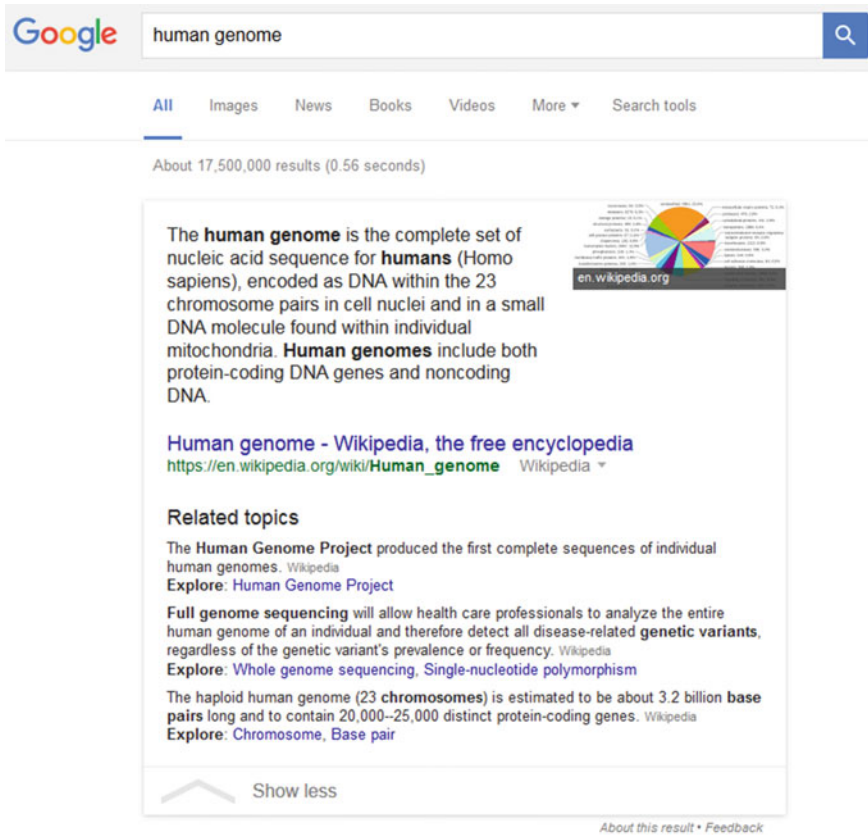 Google
human genome
All Images News Books Videos More Search tools
About 17,500,000 results (0.56 seconds)
The human genome is the complete set of
nucleic acid sequence for humans (Homo
sapiens), encoded as DNA within the 23
chromosome pairs in cell nuclei and in a small
DNA molecule found within individual
mitochondria. Human genomes include both
protein-coding DNA genes and noncoding
DNA.
en.wikipedia.org
Human genome - Wikipedia, the free encyclopedia
https://en.wikipedia.org/wiki/Human_genome Wikipedia
Related topics
The Human Genome Project produced the first complete sequences of individual
human genomes. Wikipedia
Explore: Human Genome Project
Full genome sequencing will allow health care professionals to analyze the entire
human genome of an individual and therefore detect all disease-related genetic variants,
regardless of the genetic variant's prevalence or frequency. Wikipedia
Explore: Whole genome sequencing, Single-nucleotide polymorphism
The haploid human genome (23 chromosomes) is estimated to be about 3.2 billion base
pairs long and to contain 20,000--25,000 distinct protein-coding genes. Wikipedia
Explore: Chromosome, Base pair
Show less
About this result • Feedback